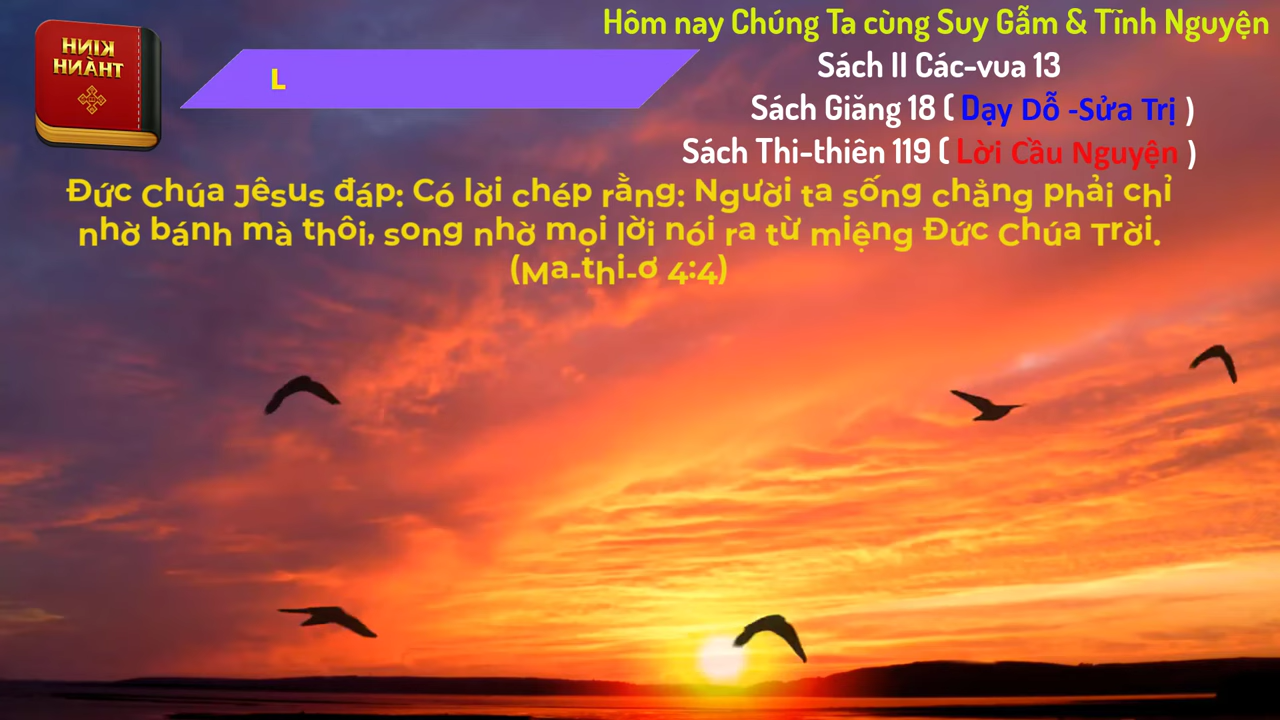 KINH
THÀNH
L
Hôm nay Chúng Ta cùng Suy Gẫm & Tĩnh Nguyện
Sách II Các-vua 13
Sách Giăng 18 ( Dạy Dỗ -Sửa Trị )
Sách Thi-thiên 119 ( Lời Cầu Nguyện )
Đức Chúa Jêsus đáp: Có lời chép rằng: Người ta sống chẳng phải chỉ
nhờ bánh mà thôi, song nhờ mọi lời nói ra từ miệng Đức Chúa Trời.
(Ma-thi-ơ 4:4)